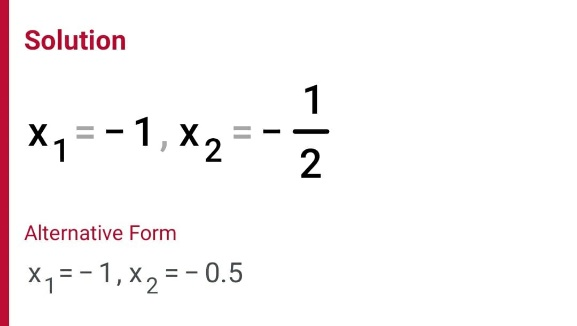 Solution
x₁ = −1, x₂ = −1/2
Alternative Form
x₁ = −1, x₂ = −0.5